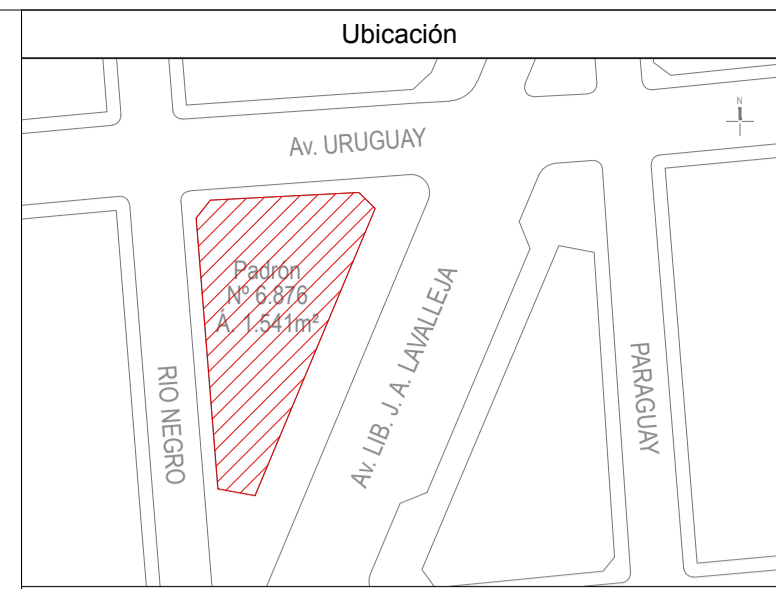 Ubicación
N
Av. URUGUAY
Padrón
Nº 6.876
Á 1.541m²
Av. LIB. J. A. LAVALLEJA
RIO NEGRO
PARAGUAY